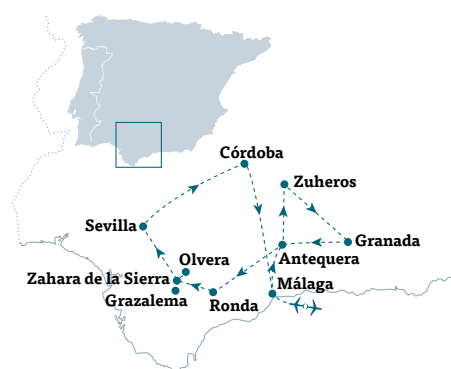 Córdoba
Zuheros
Sevilla
Granada
Antequera
Olvera
Zahara de la Sierra
Málaga
Grazalema
Ronda